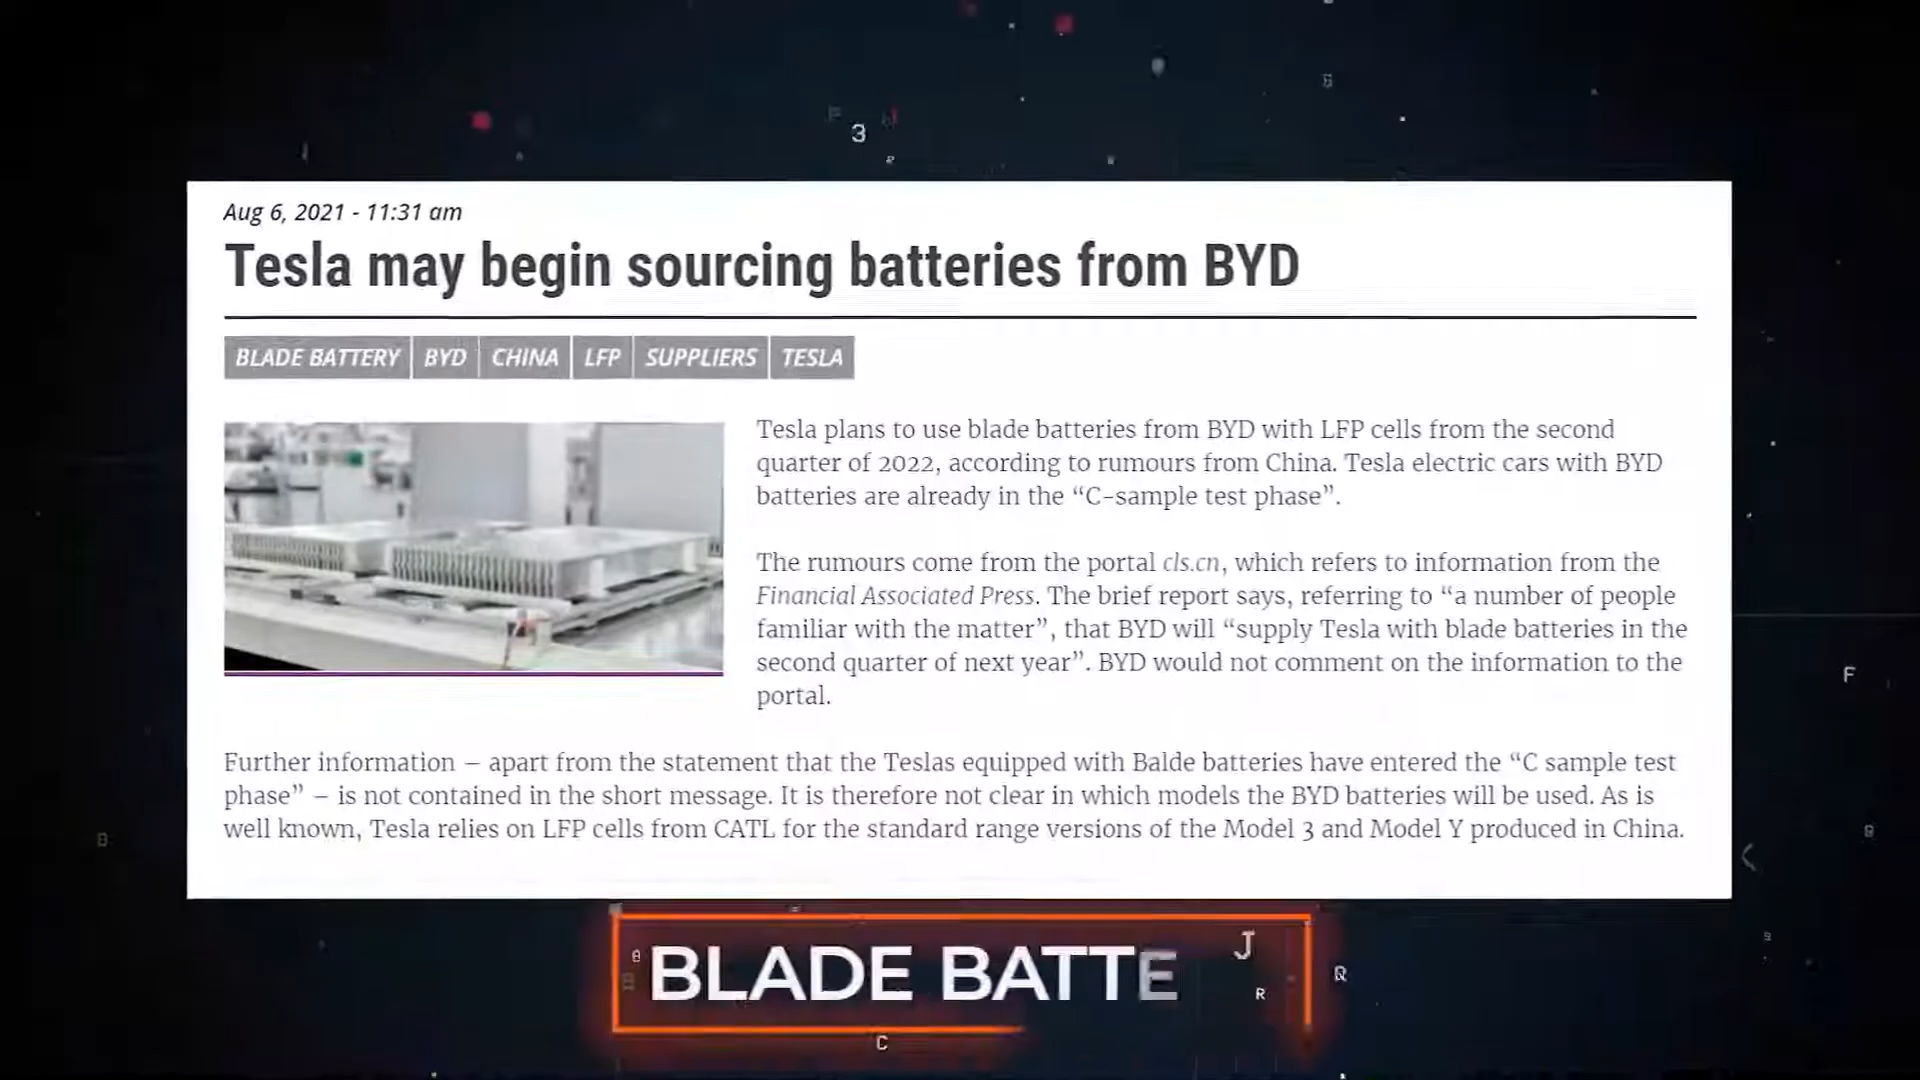 Aug 6, 2021 - 11:31 am
Tesla may begin sourcing batteries from BYD
BLADE BATTERY BYD CHINA LFP SUPPLIERS TESLA
Tesla plans to use blade batteries from BYD with LFP cells from the second
quarter of 2022, according to rumours from China. Tesla electric cars with BYD
batteries are already in the “C-sample test phase”.
The rumours come from the portal cls.cn, which refers to information from the
Financial Associated Press. The brief report says, referring to “a number of people
familiar with the matter”, that BYD will “supply Tesla with blade batteries in the
second quarter of next year”. BYD would not comment on the information to the
portal.
Further information – apart from the statement that the Teslas equipped with Balde batteries have entered the “C sample test
phase” – is not contained in the short message. It is therefore not clear in which models the BYD batteries will be used. As is
well known, Tesla relies on LFP cells from CATL for the standard range versions of the Model 3 and Model Y produced in China.
BLADE BATTE